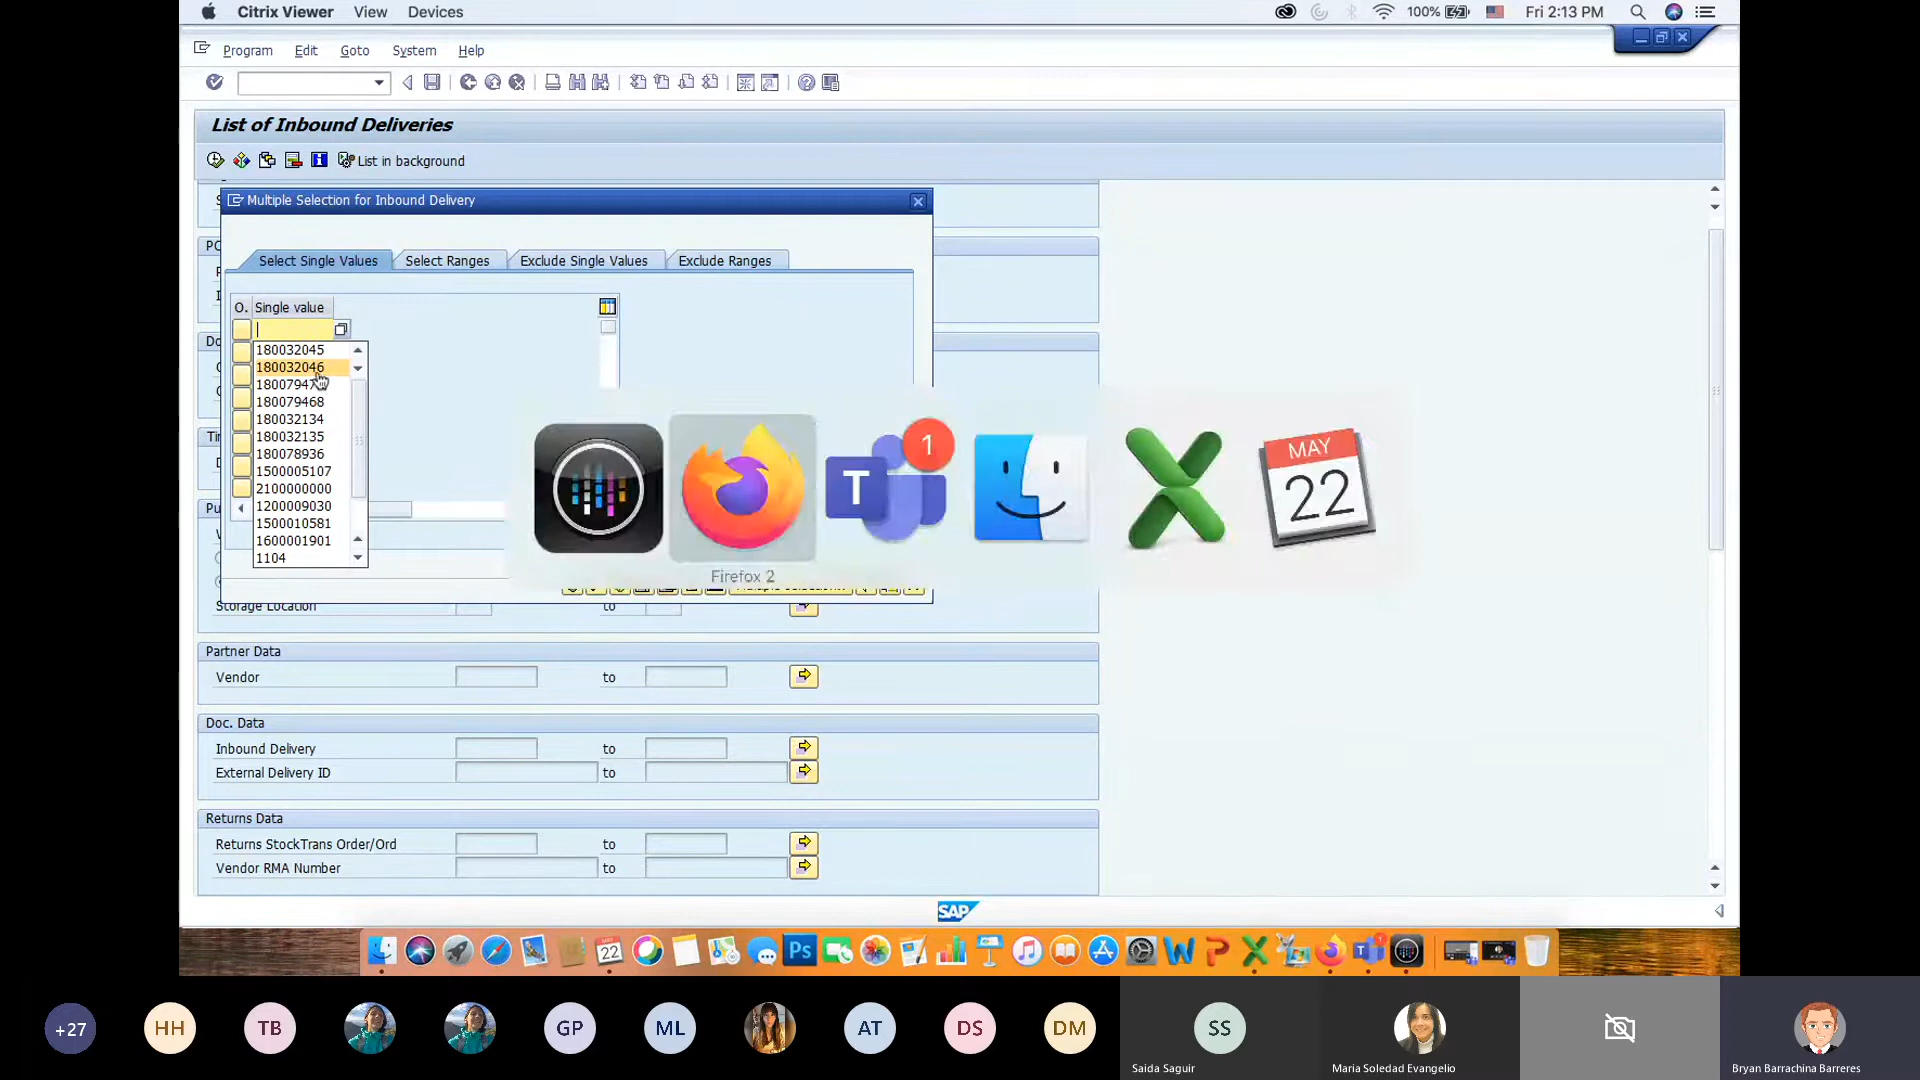 Citrix Viewer View Devices
100% Fri 2:13 PM
Program Edit Goto System Help
List of Inbound Deliveries
List in background
Multiple Selection for Inbound Delivery
Select Single Values Select Ranges Exclude Single Values Exclude Ranges
O. Single value
180032045
180032046
180079468
180032134
180032135
180078936
1500005107
2100000000
1200009030
1500010581
1600001901
1104
1
T
MAY
22
Firefox 2
Storage Location to
Partner Data
Vendor to
Doc. Data
Inbound Delivery to
External Delivery ID to
Returns Data
Returns StockTrans Order/Ord to
Vendor RMA Number to
SAP
Ps
+27 HH TB GP ML AT DS DM SS
Saida Saguir Maria Soledad Evangelio Bryan Barrachina Barreres